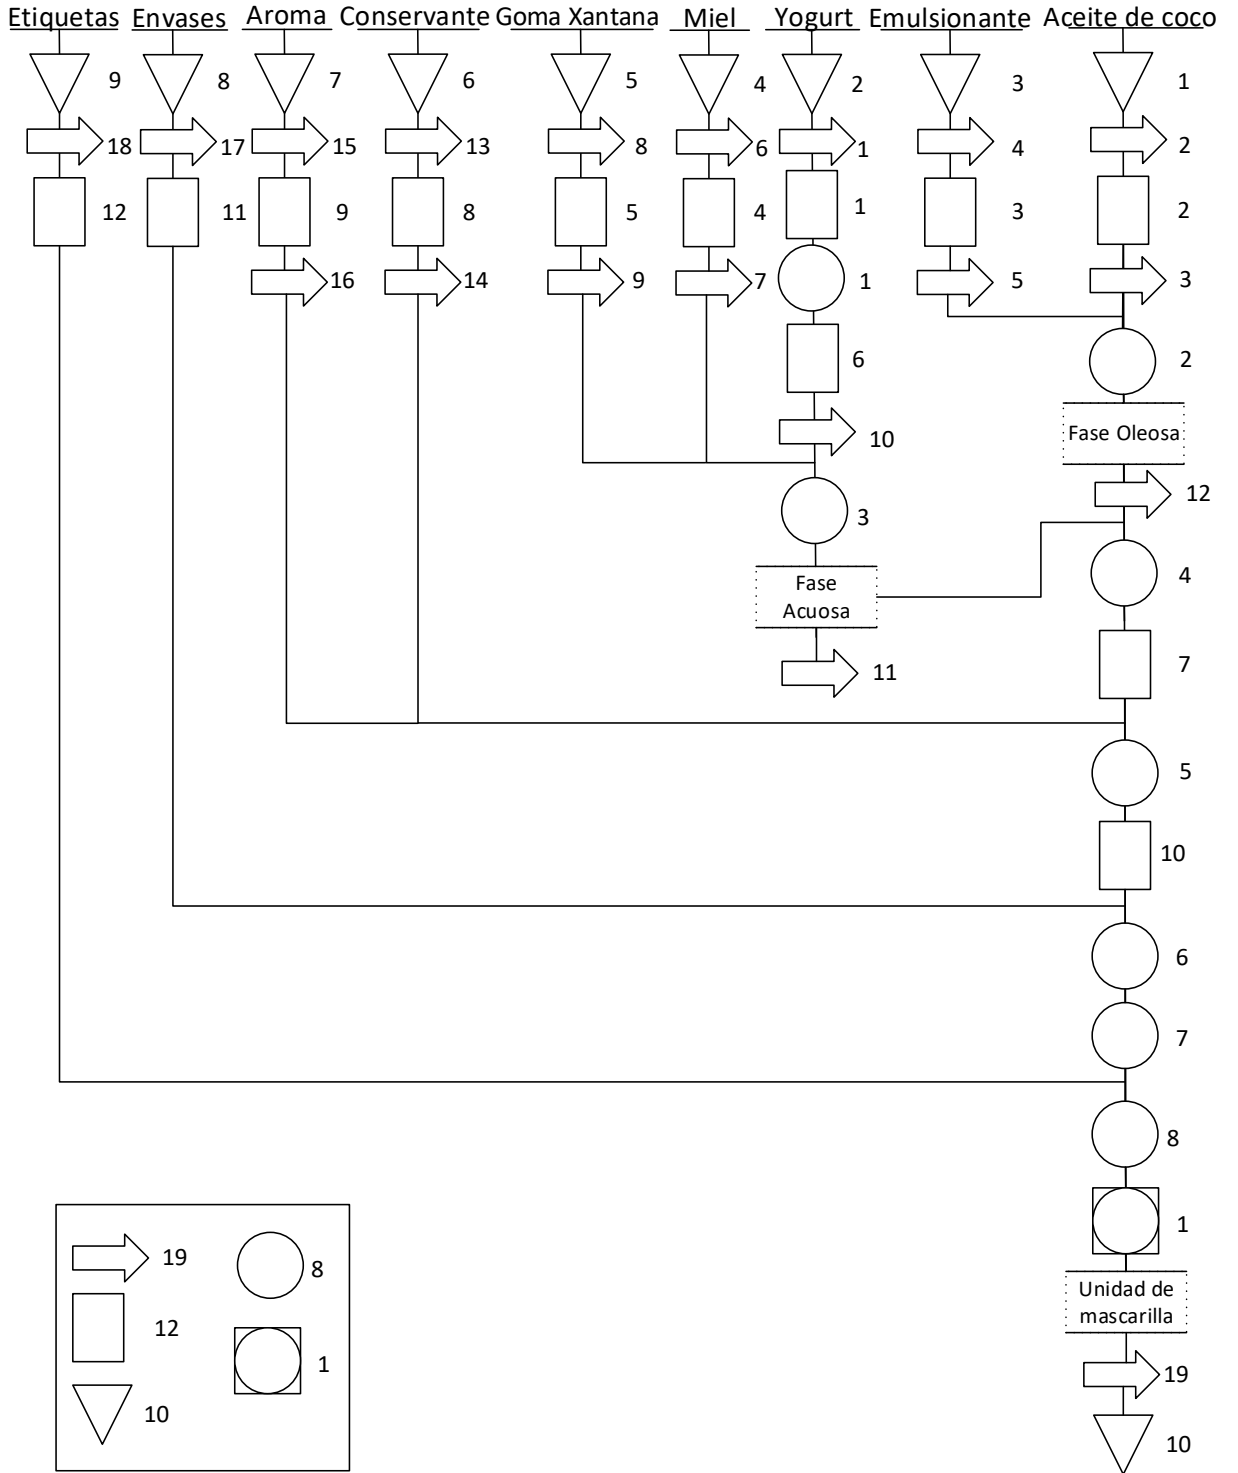 Etiquetas Envases Aroma Conservante Goma Xantana Miel Yogurt Emulsionante Aceite de coco
9 8 7 6 5 4 2 3 1
18 17 15 13 8 6 1 4 2
12 11 9 8 5 4 1 3 2
16 14 9 7 1 5 3
6 2
10
Fase Oleosa
12
3
4
Fase
Acuosa
11
7
5
10
6
7
8
1
Unidad de
mascarilla
19
10
19 8
12
1
10